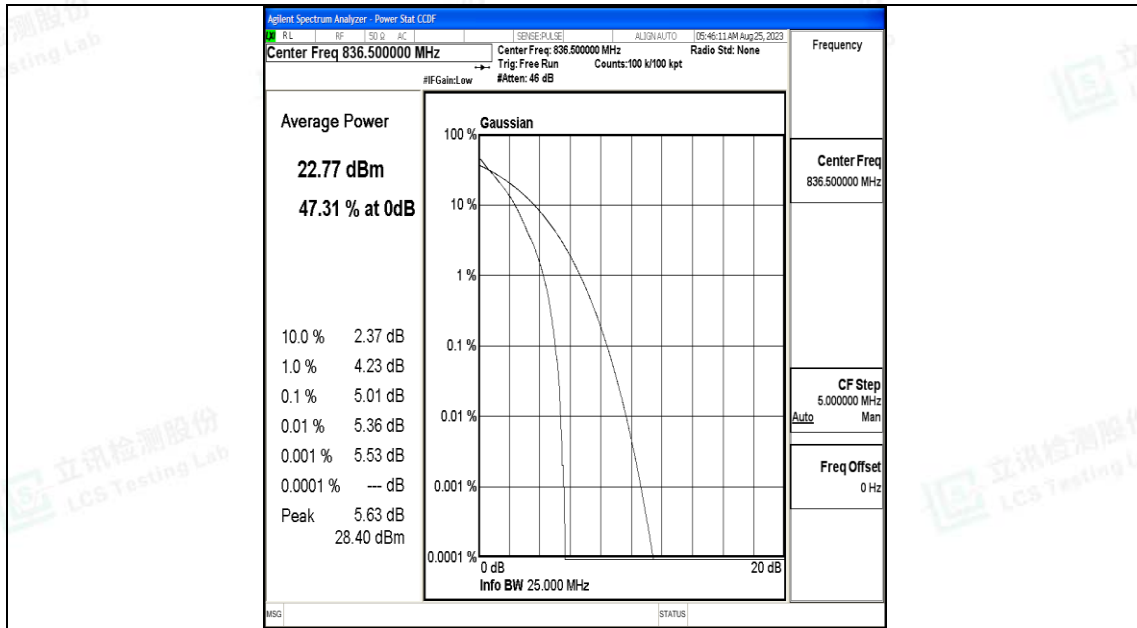 Agilent Spectrum Analyzer - Power Stat CCDF
RL RF 50 Ω AC SENSE:PULSE ALIGN AUTO 05:46:11 AM Aug 25, 2023
Center Freq 836.500000 MHz
Center Freq: 836.500000 MHz Radio Std: None
Trig: Free Run Counts:100 k/100 kpt
#IFGain:Low #Atten: 46 dB
Frequency
Average Power
22.77 dBm
47.31 % at 0dB
10.0 % 2.37 dB
1.0 % 4.23 dB
0.1 % 5.01 dB
0.01 % 5.36 dB
0.001 % 5.53 dB
0.0001 % --- dB
Peak 5.63 dB
28.40 dBm
Gaussian
100 %
10 %
1 %
0.1 %
0.01 %
0.001 %
0.0001 %
0 dB 20 dB
Info BW 25.000 MHz
Center Freq
836.500000 MHz
CF Step
5.000000 MHz
Auto Man
Freq Offset
0 Hz
MSG STATUS
立讯检测股份
LCS Testing Lab
立讯检测股份